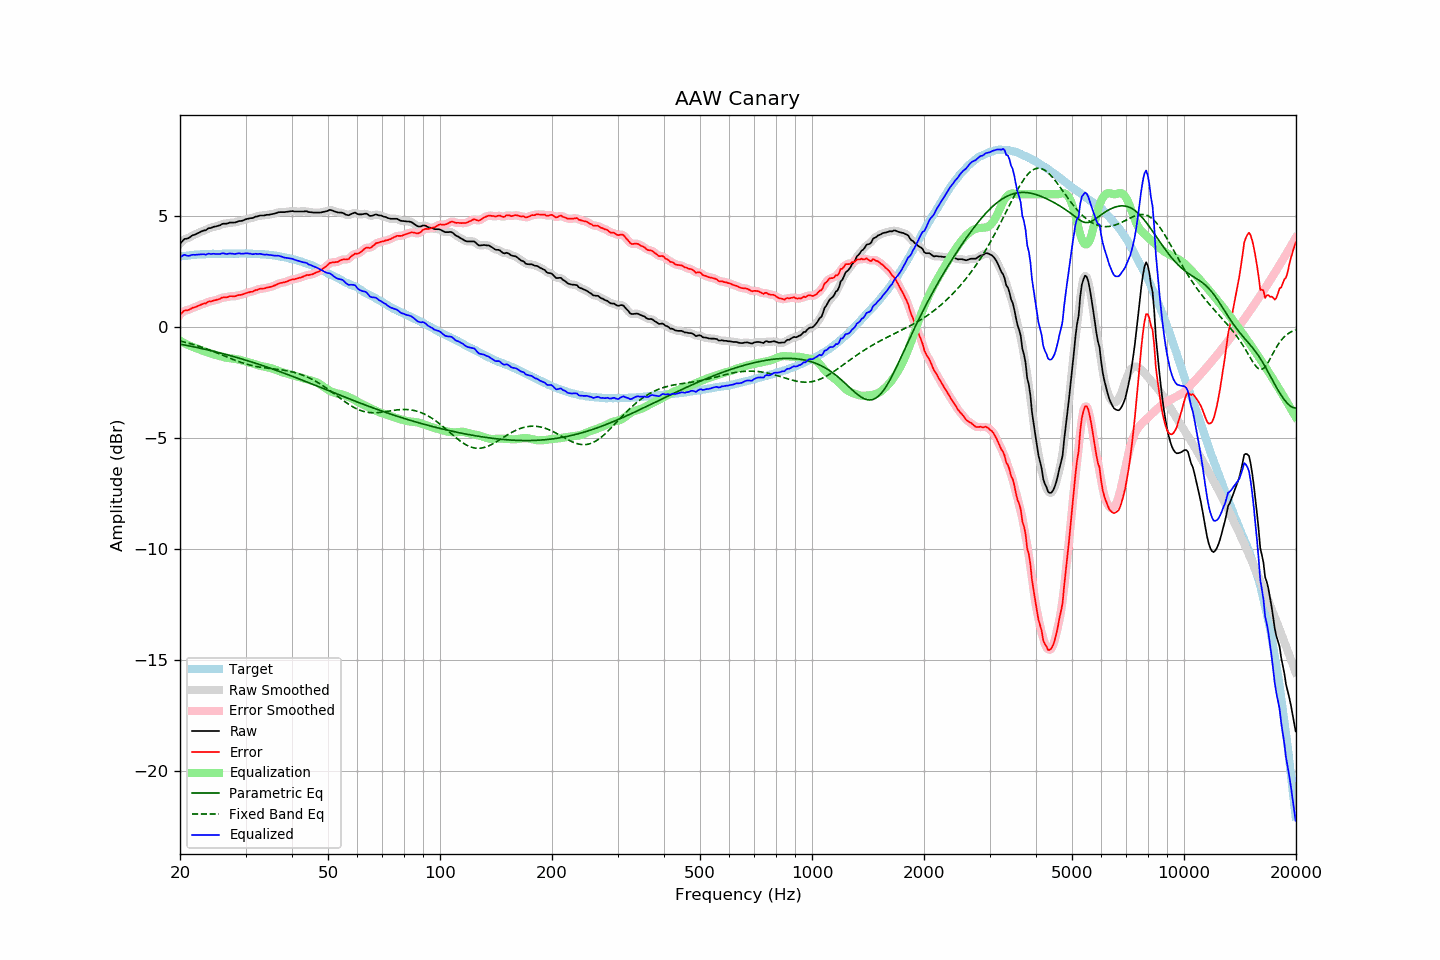 AAW Canary
Amplitude (dBr)
5
0
−5
−10
−15
−20
Target
Raw Smoothed
Error Smoothed
Raw
Error
Equalization
Parametric Eq
Fixed Band Eq
Equalized
20 50 100 200 500 1000 2000 5000 10000 20000
Frequency (Hz)